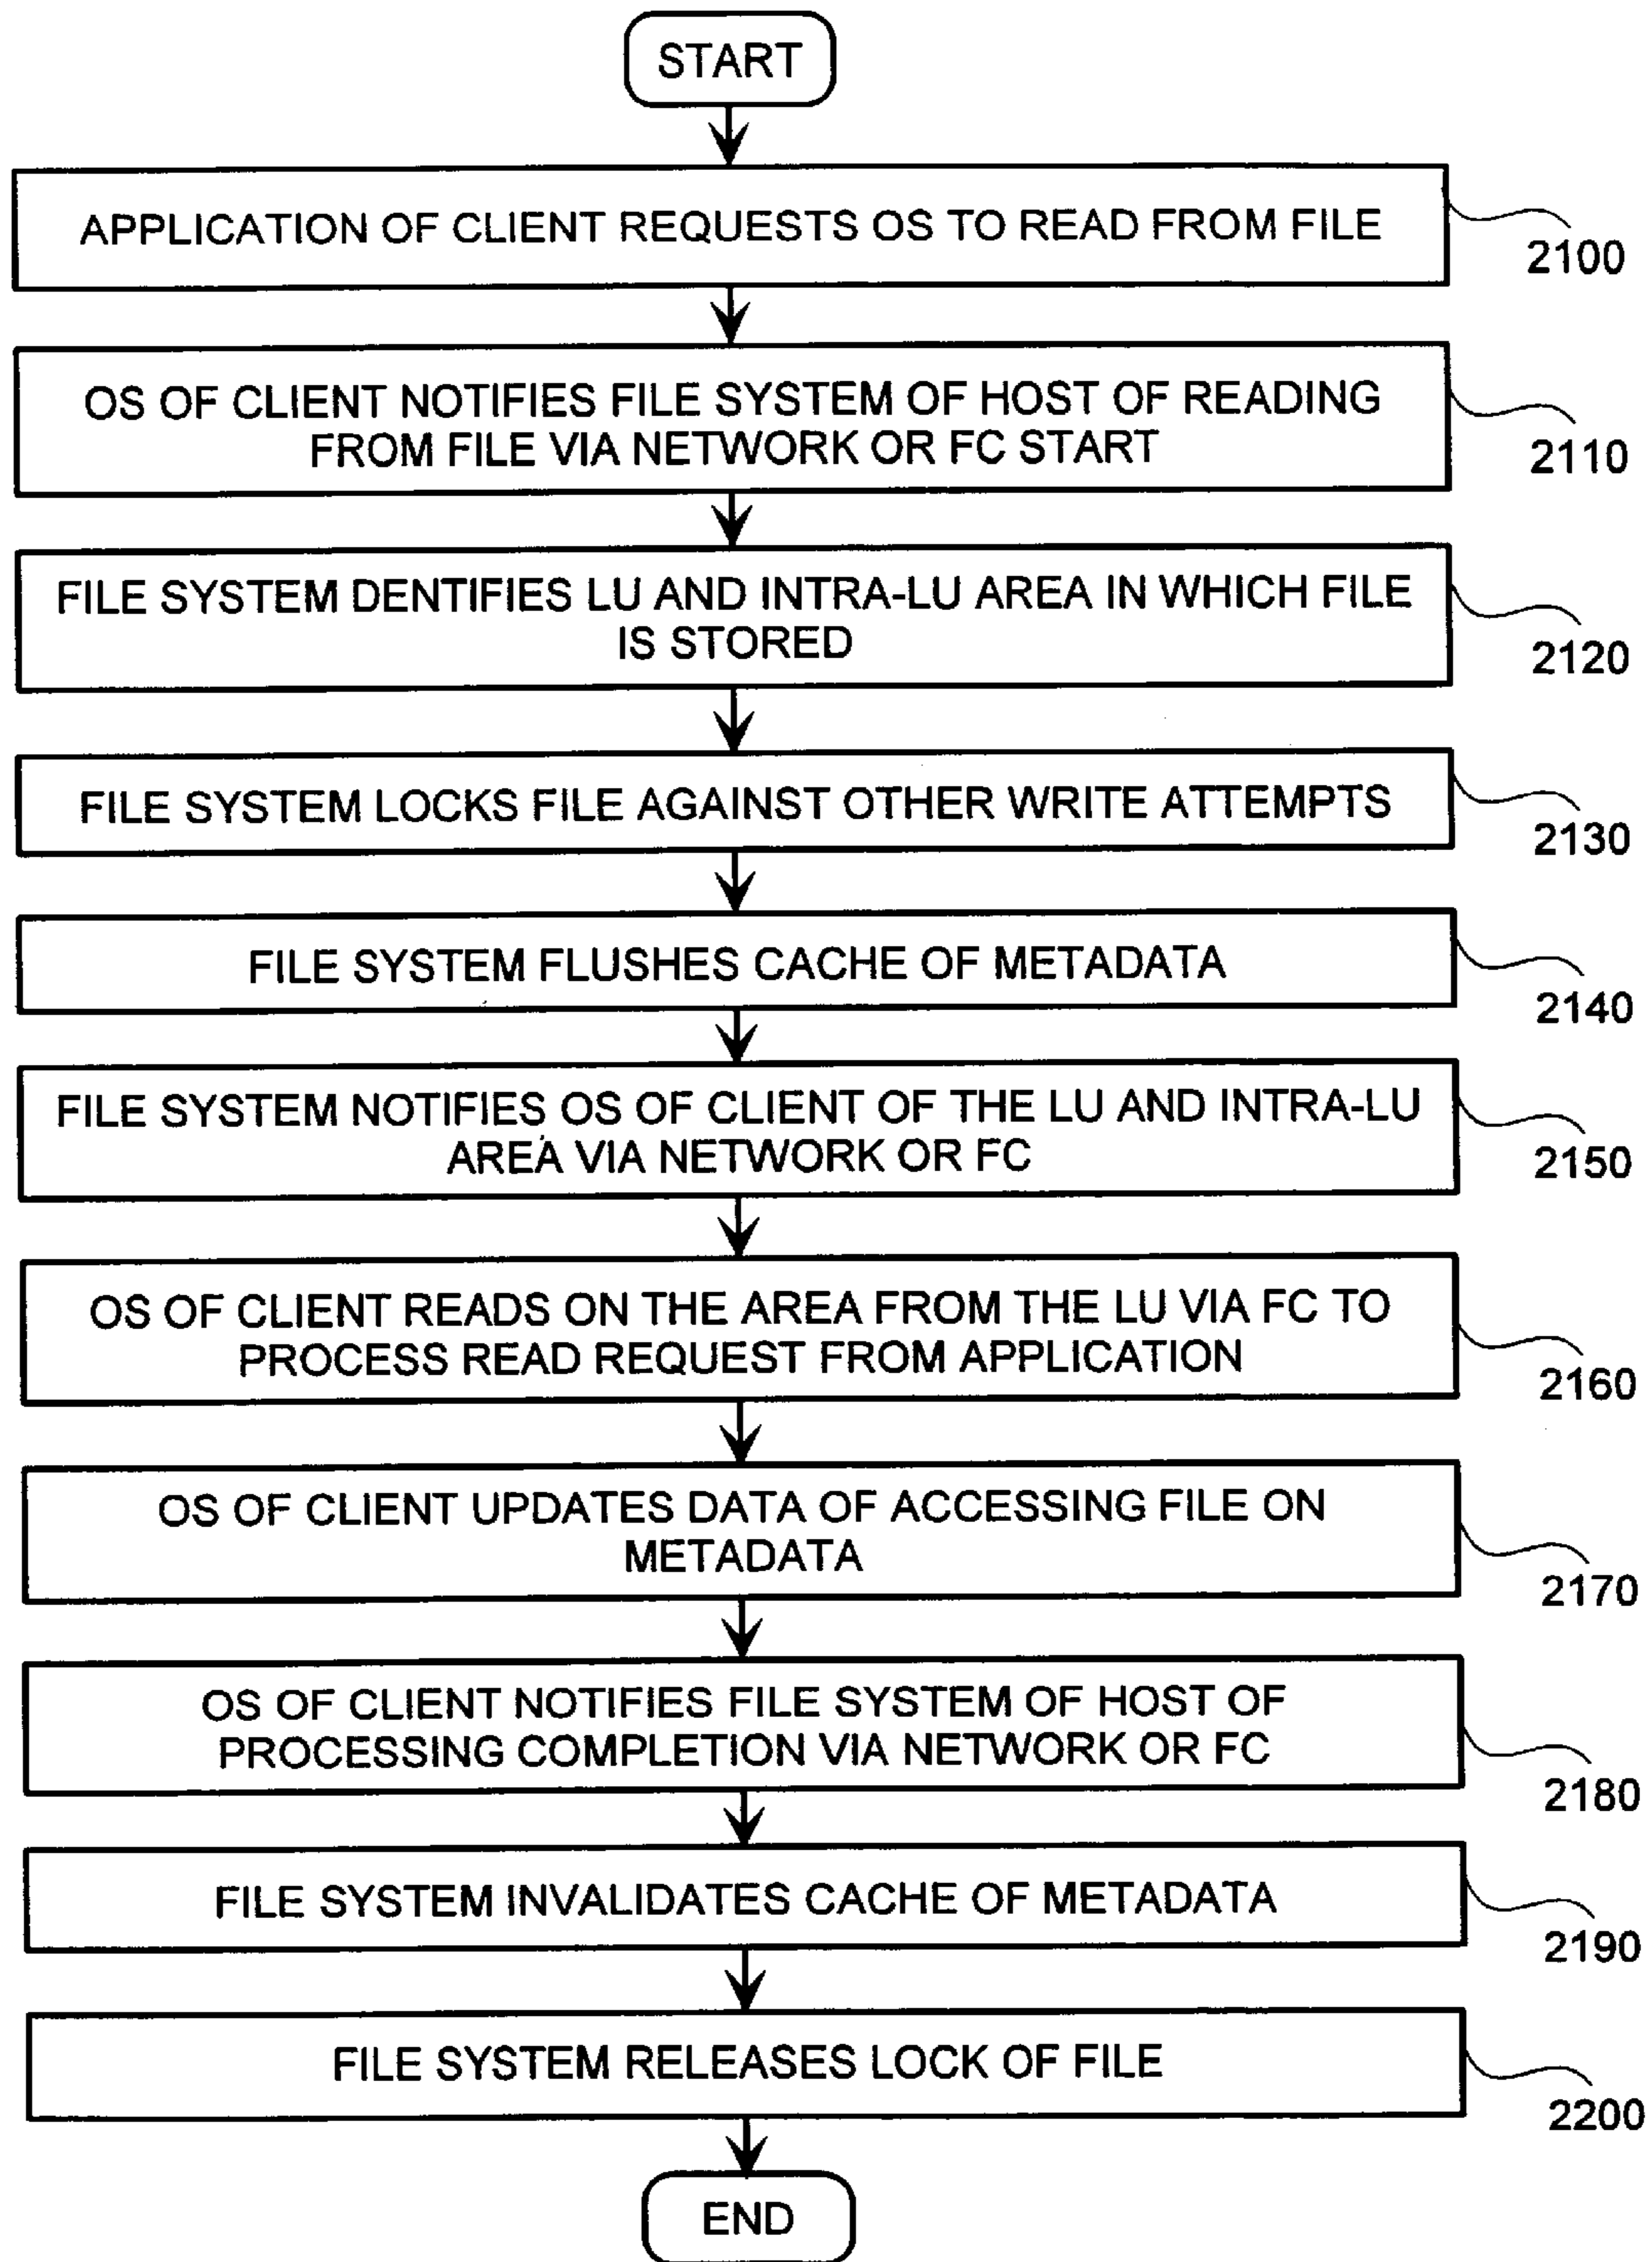 START
APPLICATION OF CLIENT REQUESTS OS TO READ FROM FILE
2100
OS OF CLIENT NOTIFIES FILE SYSTEM OF HOST OF READING
FROM FILE VIA NETWORK OR FC START
2110
FILE SYSTEM DENTIFIES LU AND INTRA-LU AREA IN WHICH FILE
IS STORED
2120
FILE SYSTEM LOCKS FILE AGAINST OTHER WRITE ATTEMPTS
2130
FILE SYSTEM FLUSHES CACHE OF METADATA
2140
FILE SYSTEM NOTIFIES OS OF CLIENT OF THE LU AND INTRA-LU
AREA VIA NETWORK OR FC
2150
OS OF CLIENT READS ON THE AREA FROM THE LU VIA FC TO
PROCESS READ REQUEST FROM APPLICATION
2160
OS OF CLIENT UPDATES DATA OF ACCESSING FILE ON
METADATA
2170
OS OF CLIENT NOTIFIES FILE SYSTEM OF HOST OF
PROCESSING COMPLETION VIA NETWORK OR FC
2180
FILE SYSTEM INVALIDATES CACHE OF METADATA
2190
FILE SYSTEM RELEASES LOCK OF FILE
2200
END